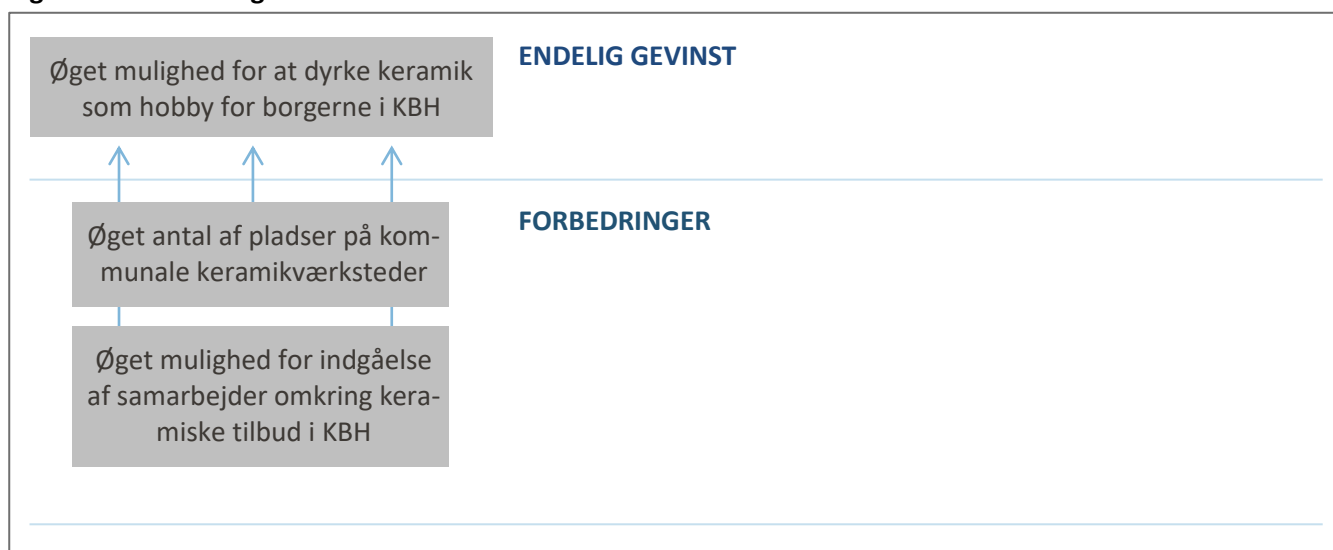 Øget mulighed for at dyrke keramik
som hobby for borgerne i KBH
ENDELIG GEVINST
Øget antal af pladser på kom-
munale keramikværksteder
FORBEDRINGER
Øget mulighed for indgåelse
af samarbejder omkring kera-
miske tilbud i KBH